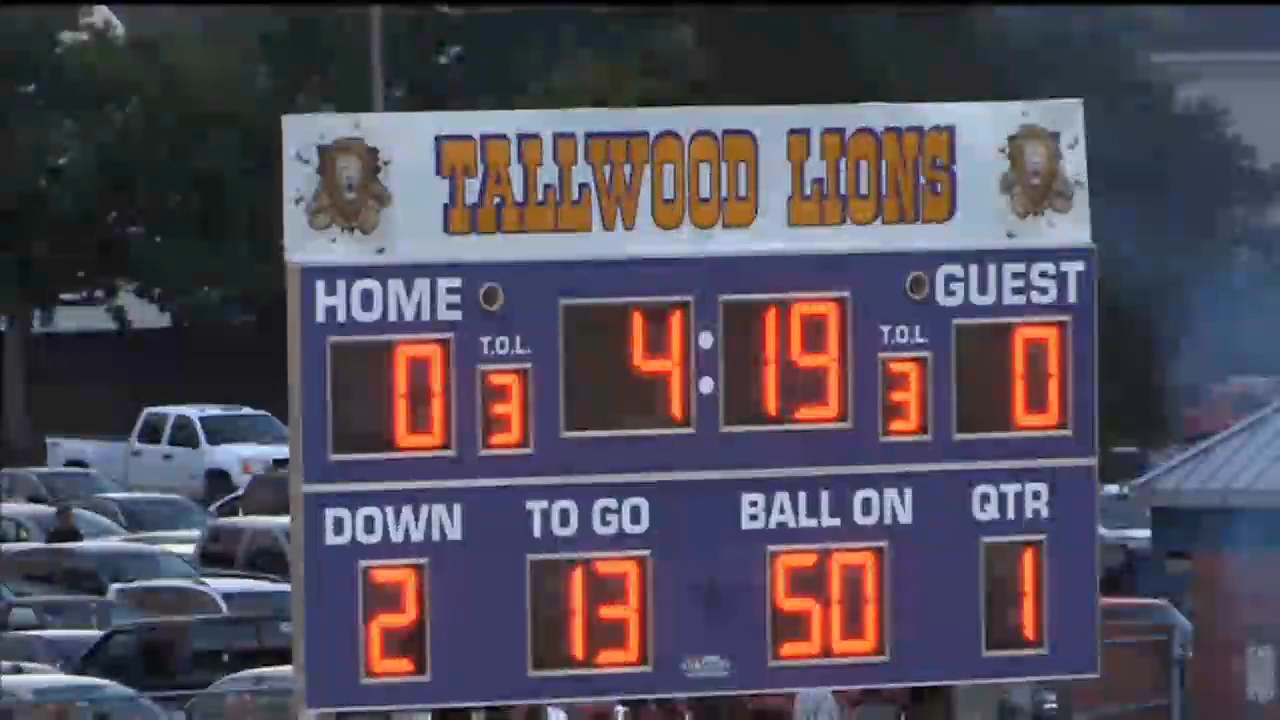 TALLWOOD LIONS
HOME GUEST
T.O.L. T.O.L.
0 3 4:19 3 0
DOWN TO GO BALL ON QTR
2 13 50 1